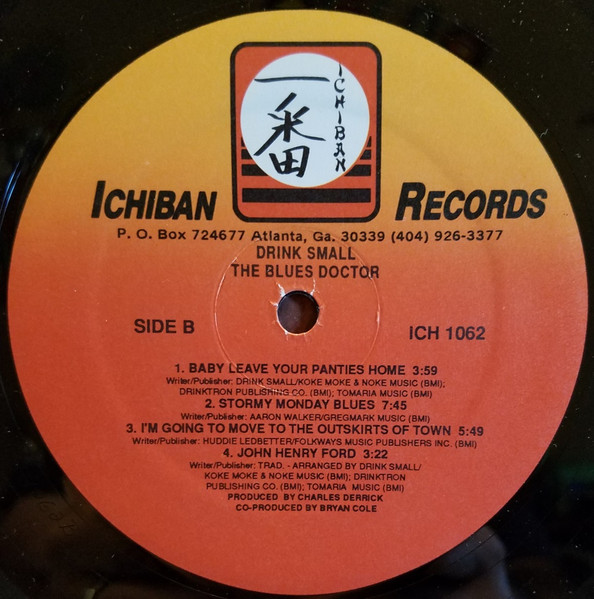 一番
ICHIBAN
ICHIBAN RECORDS
P. O. Box 724677 Atlanta, Ga. 30339 (404) 926-3377
DRINK SMALL
THE BLUES DOCTOR
SIDE B
ICH 1062
1. BABY LEAVE YOUR PANTIES HOME 3:59
Writer/Publisher: DRINK SMALL/KOKE MOKE & NOKE MUSIC (BMI);
DRINKTRON PUBLISHING CO. (BMI); TOMARIA MUSIC (BMI)
2. STORMY MONDAY BLUES 7:45
Writer/Publisher: AARON WALKER/GREGMARK MUSIC (BMI)
3. I'M GOING TO MOVE TO THE OUTSKIRTS OF TOWN 5:49
Writer/Publisher: HUDDIE LEDBETTER/FOLKWAYS MUSIC PUBLISHERS INC. (BMI)
4. JOHN HENRY FORD 3:22
Writer/Publisher: TRAD. - ARRANGED BY DRINK SMALL/
KOKE MOKE & NOKE MUSIC (BMI); DRINKTRON
PUBLISHING CO. (BMI); TOMARIA MUSIC (BMI)
PRODUCED BY CHARLES DERRICK
CO-PRODUCED BY BRYAN COLE